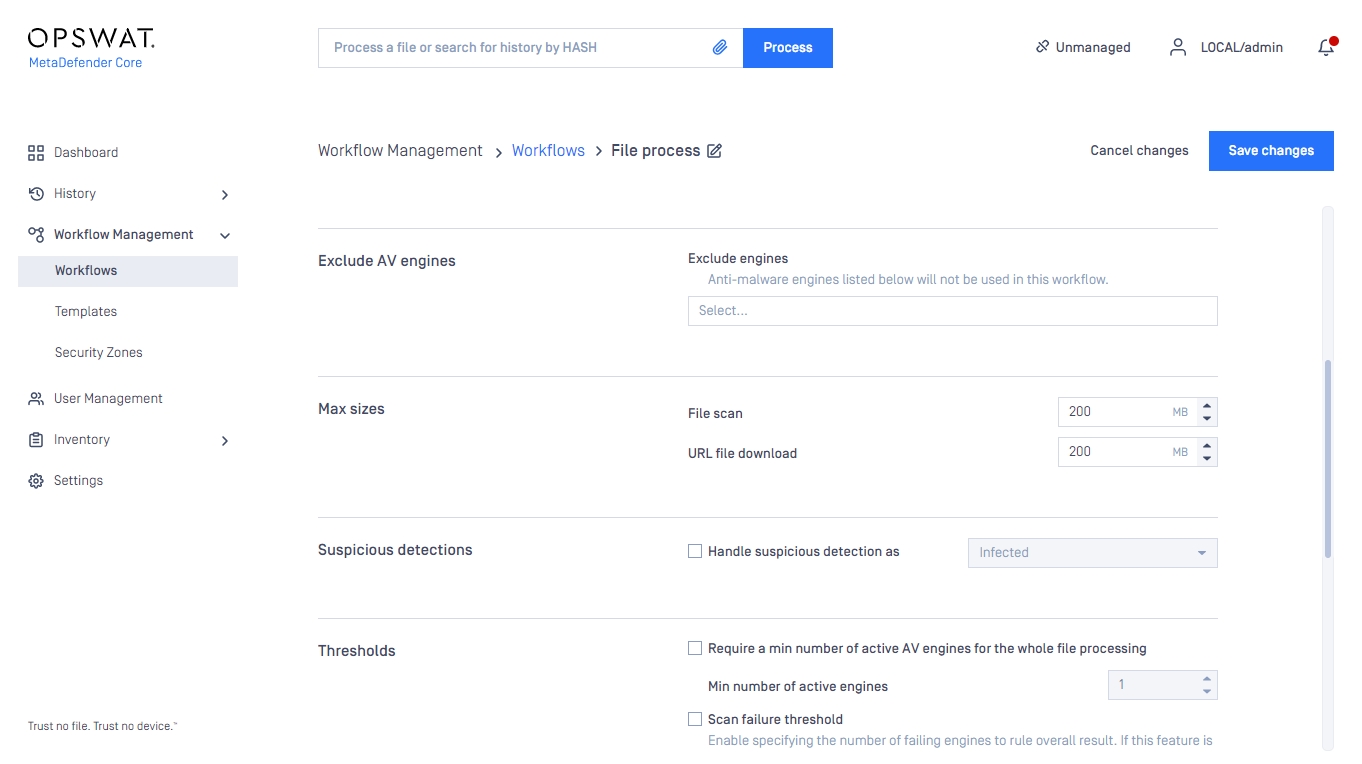 OPSWAT.
MetaDefender Core
Process a file or search for history by HASH
Process
Unmanaged
LOCAL/admin
Dashboard
History
Workflow Management
Workflows
Templates
Security Zones
User Management
Inventory
Settings
Trust no file. Trust no device.™
Workflow Management > Workflows > File process
Cancel changes
Save changes
Exclude AV engines
Exclude engines
Anti-malware engines listed below will not be used in this workflow.
Select...
Max sizes
File scan
200 MB
URL file download
200 MB
Suspicious detections
Handle suspicious detection as
Infected
Thresholds
Require a min number of active AV engines for the whole file processing
Min number of active engines
1
Scan failure threshold
Enable specifying the number of failing engines to rule overall result. If this feature is